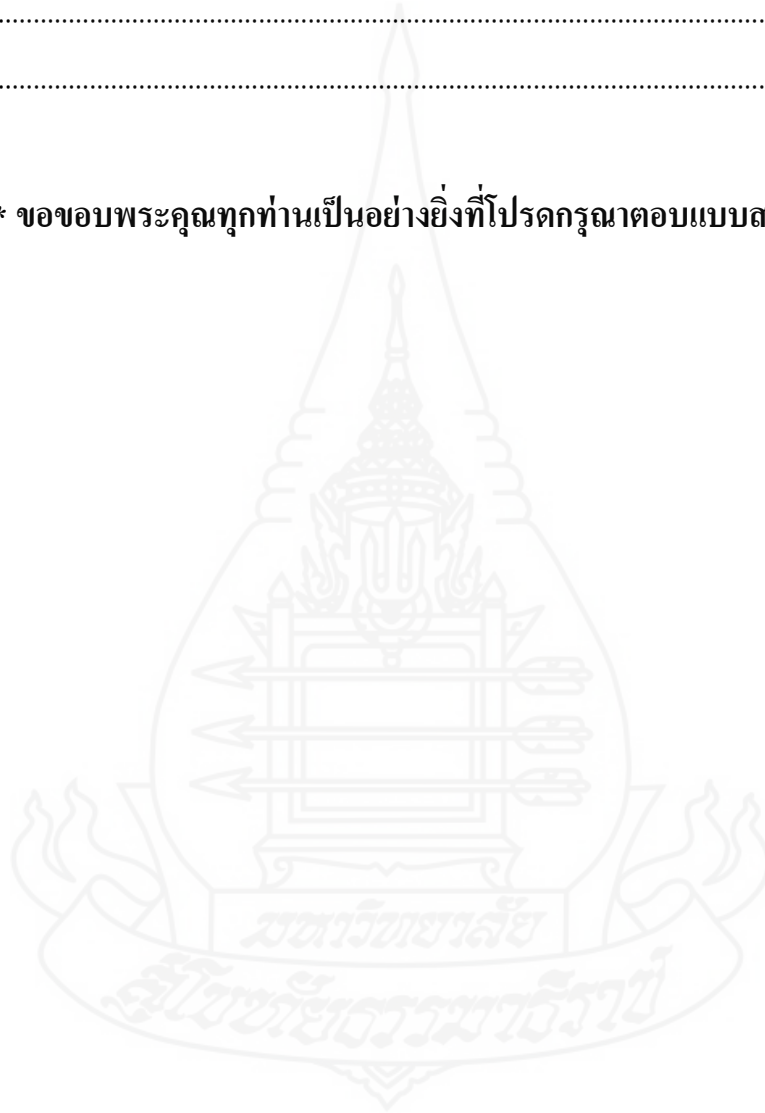 ................................................................................
................................................................................
* ขอขอบพระคุณทุกท่านเป็นอย่างยิ่งที่โปรดกรุณาตอบแบบส
มหาวิทยาลัย
สุโขทัยธรรมาธิราช